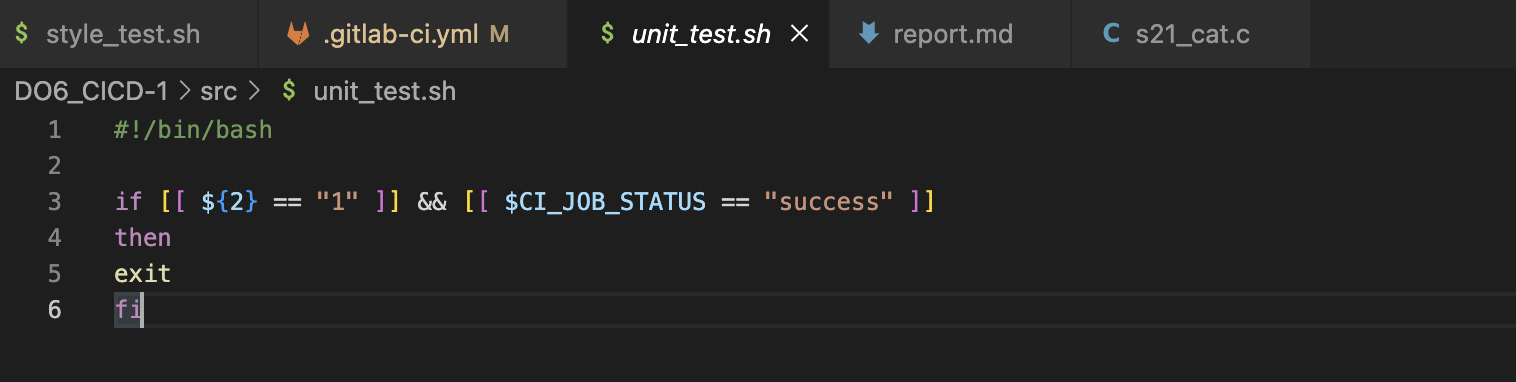 $ style_test.sh .gitlab-ci.yml M $ unit_test.sh × report.md C s21_cat.c
DO6_CICD-1 > src > $ unit_test.sh
1 #!/bin/bash
2
3 if [[ ${2} == "1" ]] && [[ $CI_JOB_STATUS == "success" ]]
4 then
5 exit
6 fi